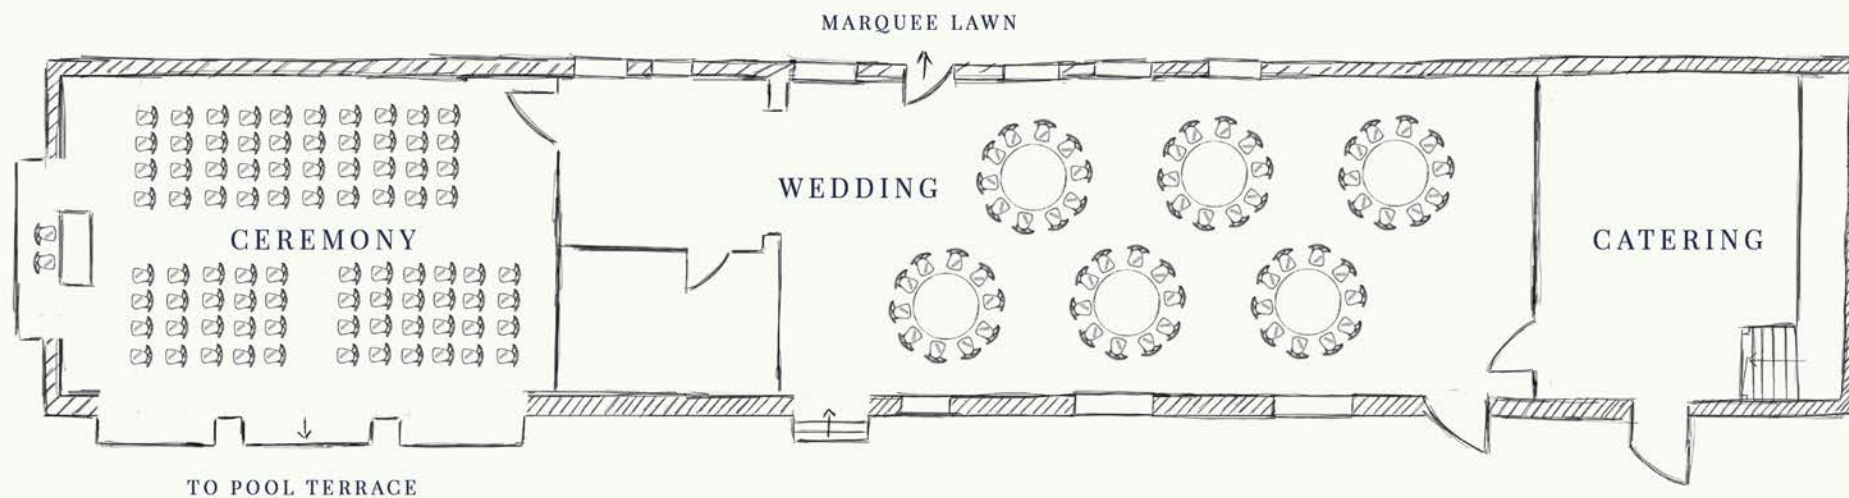 MARQUEE LAWN
WEDDING
CEREMONY
CATERING
TO POOL TERRACE